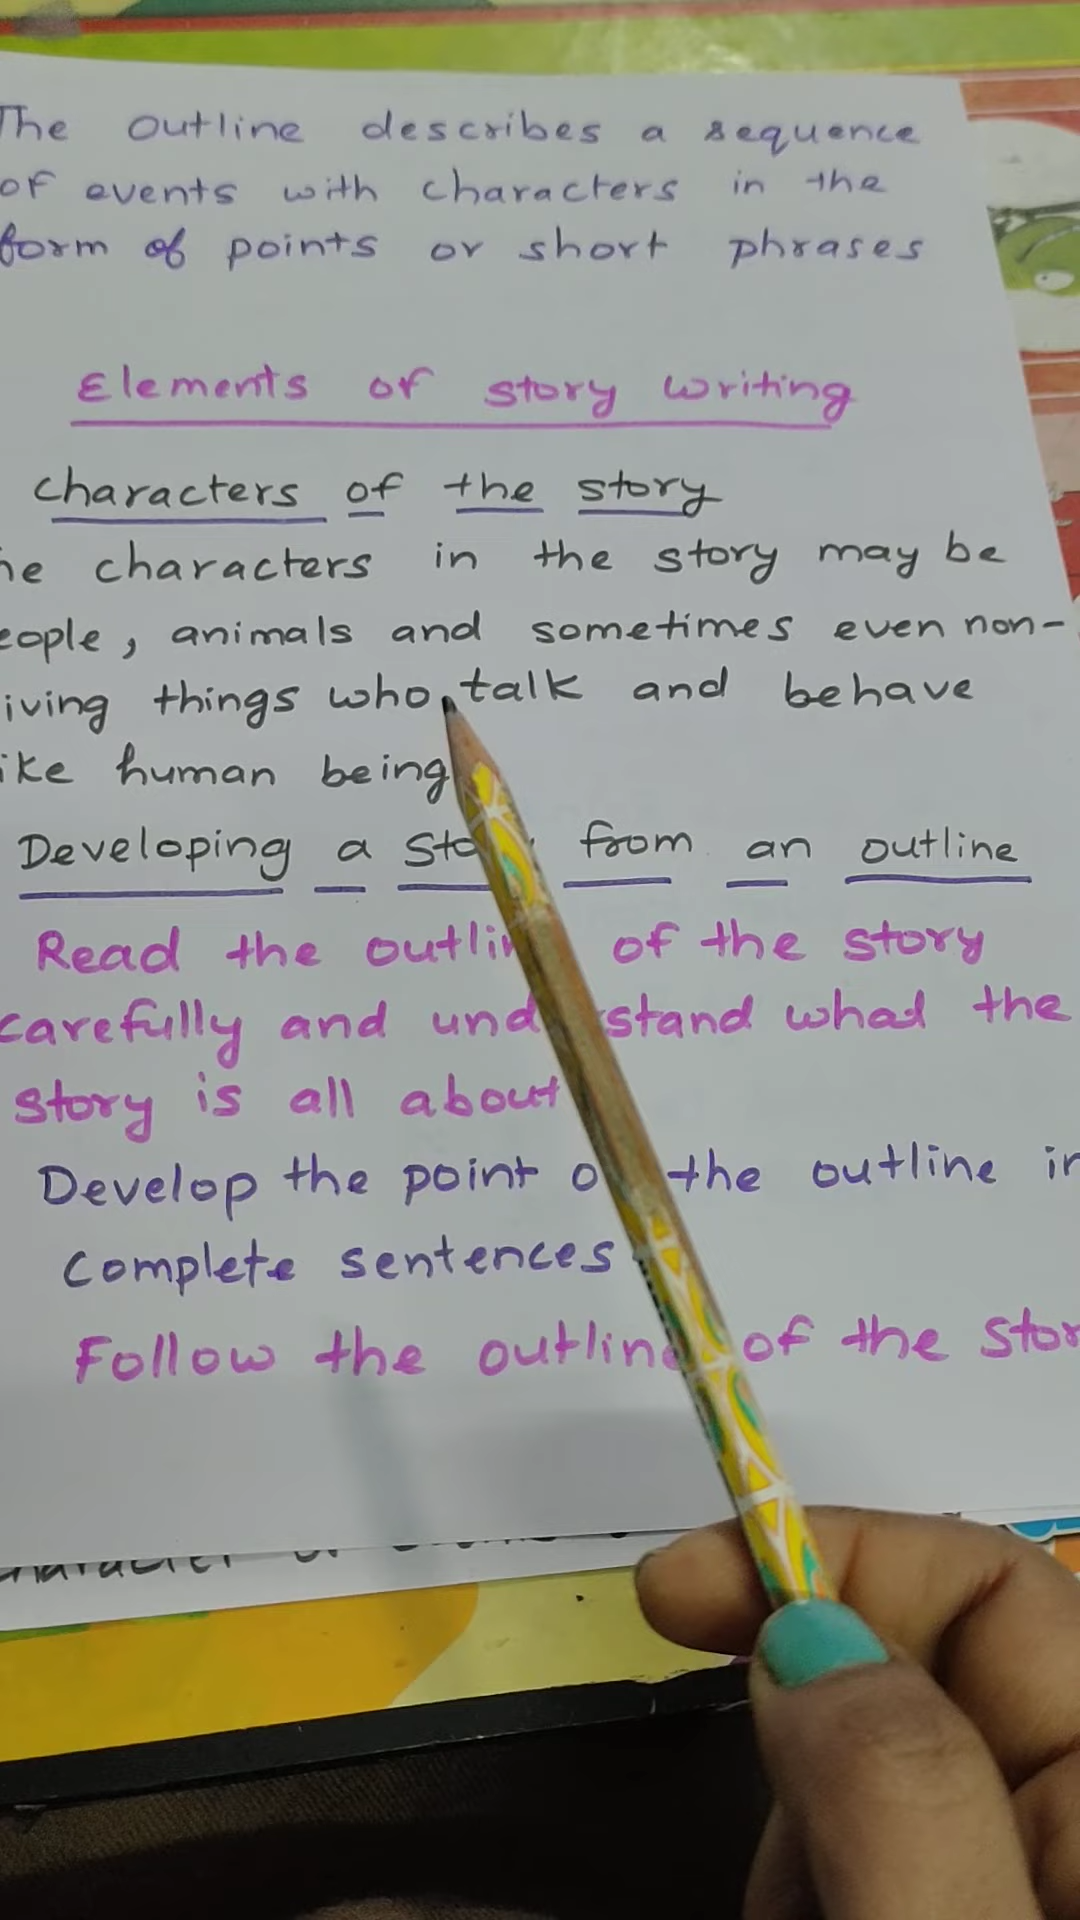 The outline describes a sequence
of events with characters in the
form of points or short phrases
Elements of story writing
characters of the story
characters in the story may be
animals and sometimes even non-
things who talk and behave
human being
Developing a from an outline
Read the of the story
carefully and what the
story is all about
Develop the point the outline
complete sentences
Follow the of the